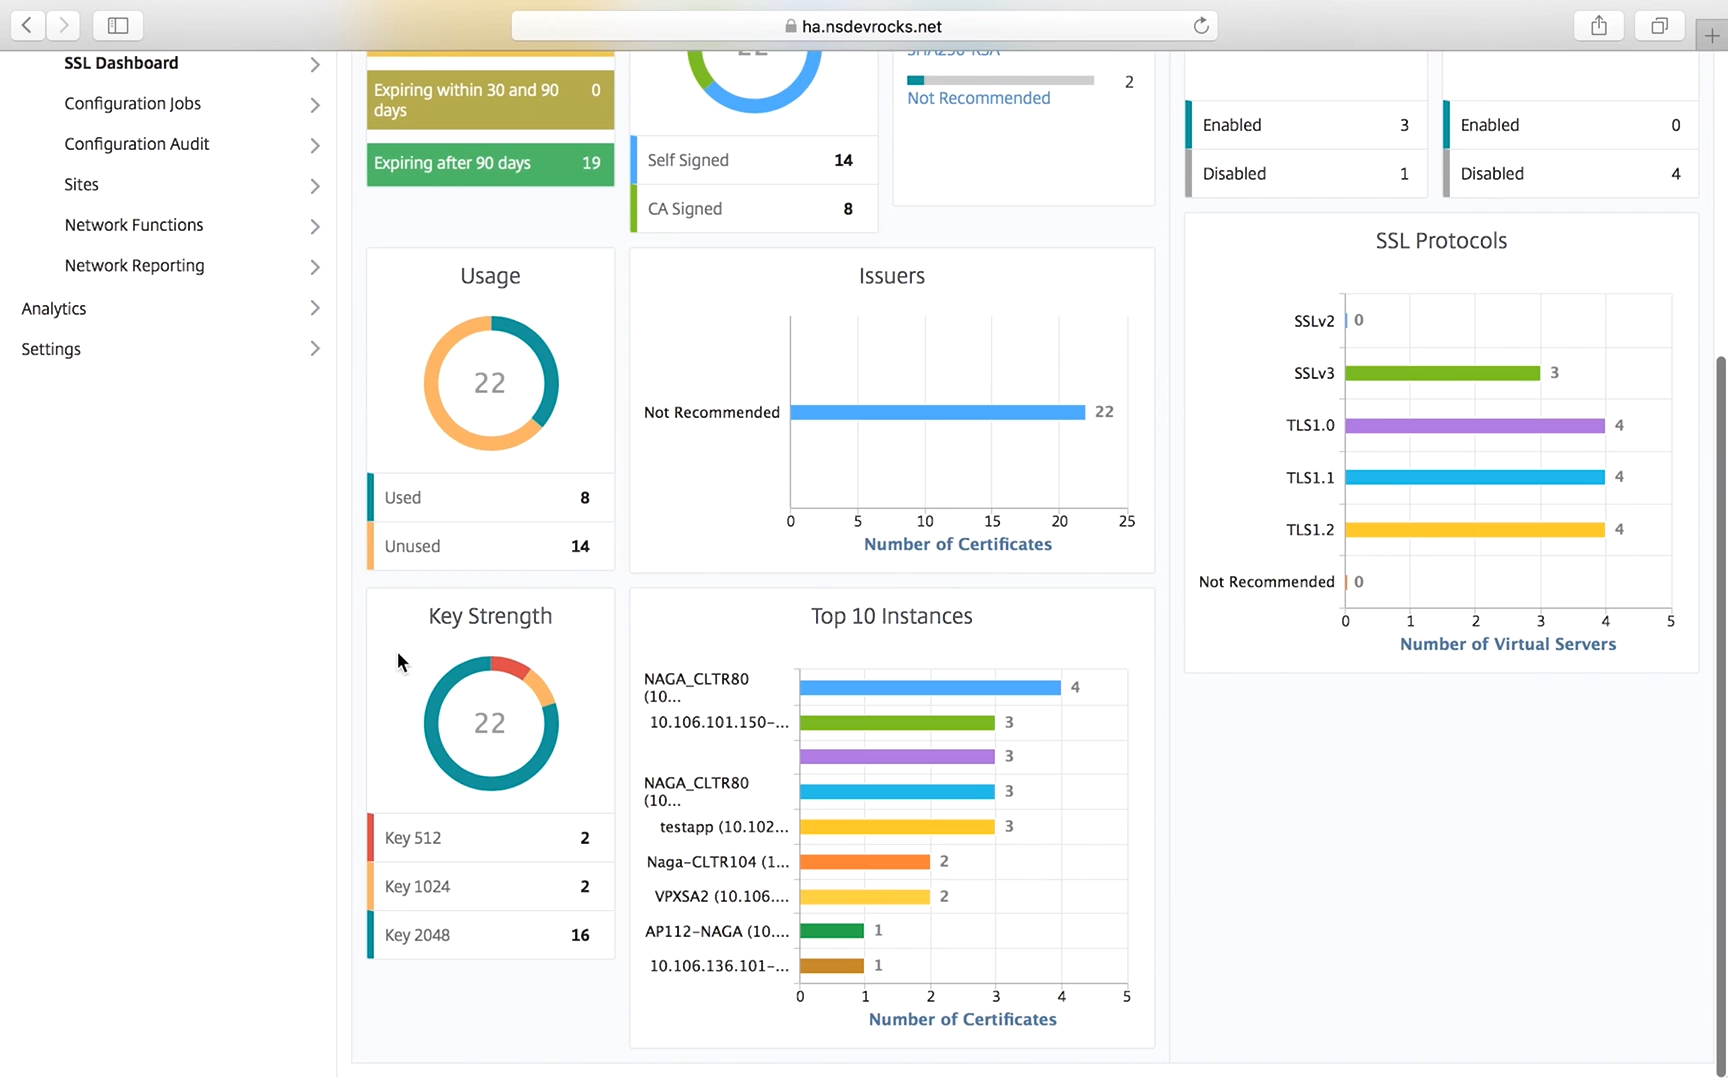 ha.nsdevrocks.net
SSL Dashboard
Configuration Jobs
Configuration Audit
Sites
Network Functions
Network Reporting
Analytics
Settings
Expiring within 30 and 90
days
0
Expiring after 90 days 19
22
Self Signed 14
CA Signed 8
SHA256-RSA
2
Not Recommended
Enabled 3
Disabled 1
Enabled 0
Disabled 4
Usage
22
Used 8
Unused 14
Issuers
Not Recommended 22
0 5 10 15 20 25
Number of Certificates
SSL Protocols
SSLv2 0
SSLv3 3
TLS1.0 4
TLS1.1 4
TLS1.2 4
Not Recommended 0
0 1 2 3 4 5
Number of Virtual Servers
Key Strength
22
Key 512 2
Key 1024 2
Key 2048 16
Top 10 Instances
NAGA_CLTR80
(10...
4
10.106.101.150-... 3
3
NAGA_CLTR80
(10...
3
testapp (10.102... 3
Naga-CLTR104 (1... 2
VPXSA2 (10.106.... 2
AP112-NAGA (10.... 1
10.106.136.101-... 1
0 1 2 3 4 5
Number of Certificates